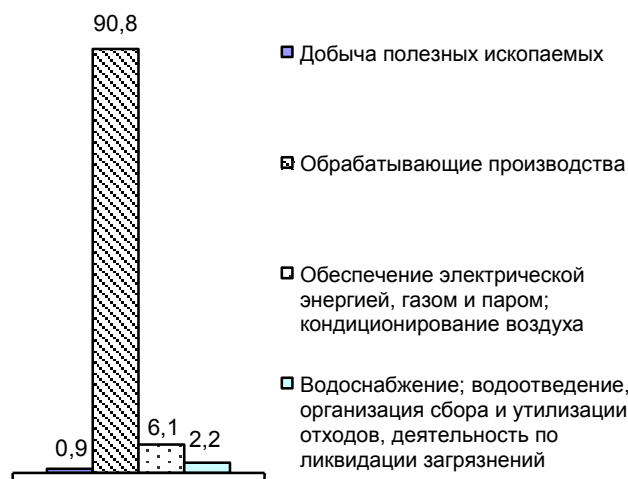 90,8
0,9
6,1
2,2
Добыча полезных ископаемых
Обрабатывающие производства
Обеспечение электрической
энергией, газом и паром;
кондиционирование воздуха
Водоснабжение; водоотведение,
организация сбора и утилизации
отходов, деятельность по
ликвидации загрязнений